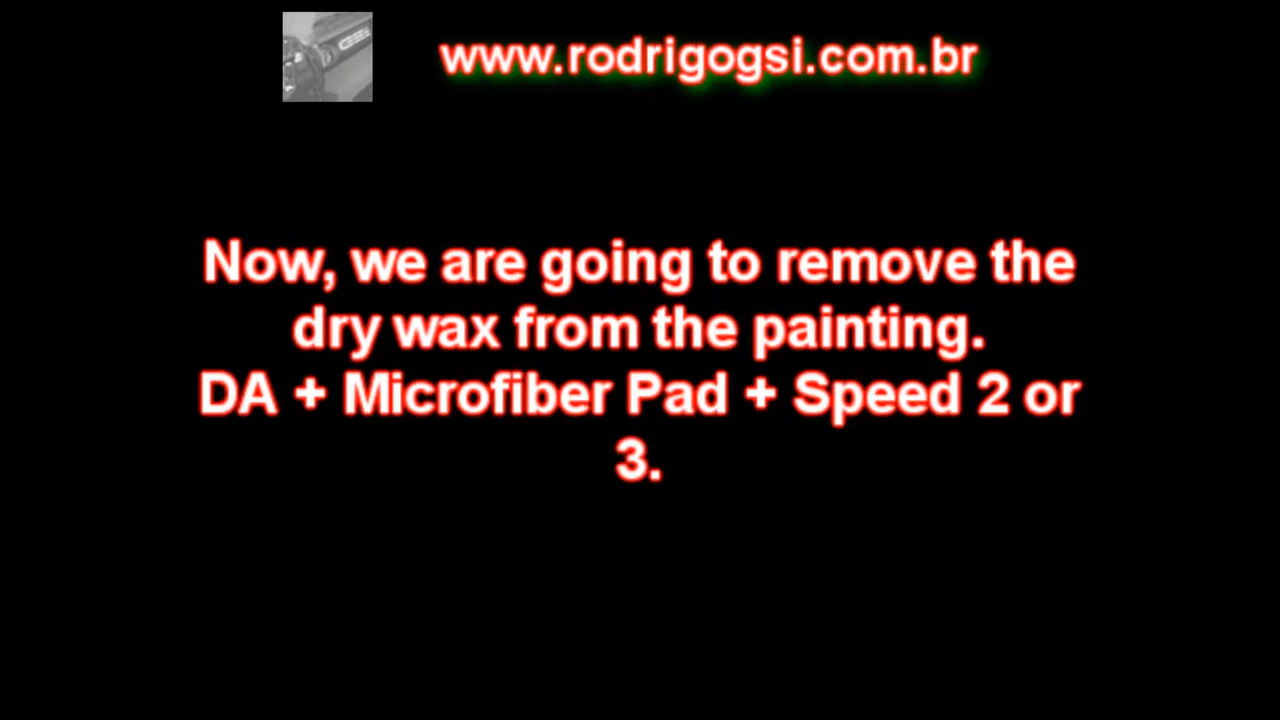 www.rodrigogsi.com.br
Now, we are going to remove the
dry wax from the painting.
DA + Microfiber Pad + Speed 2 or
3.